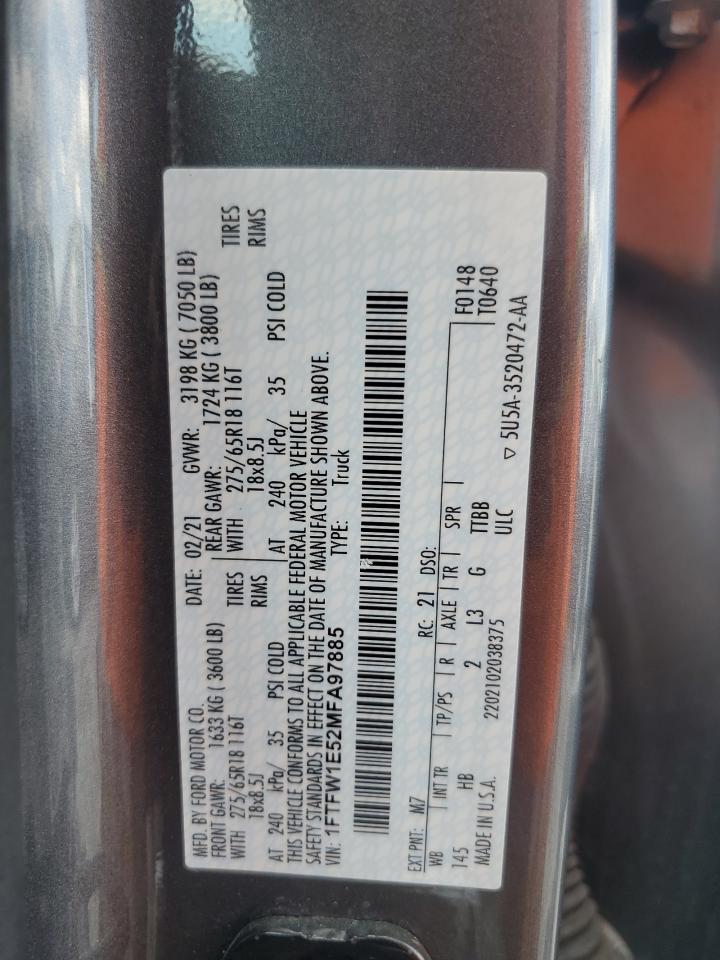 MFD. BY FORD MOTOR CO. DATE: 02/21 GVWR: 3198 KG ( 7050 LB)
FRONT GAWR: 1633 KG ( 3600 LB) REAR GAWR: 1724 KG ( 3800 LB)
WITH 275/65R18 116T TIRES WITH 275/65R18 116T TIRES
18x8.5J RIMS 18x8.5J RIMS
AT 240 kPa/ 35 PSI COLD AT 240 kPa/ 35 PSI COLD
THIS VEHICLE CONFORMS TO ALL APPLICABLE FEDERAL MOTOR VEHICLE
SAFETY STANDARDS IN EFFECT ON THE DATE OF MANUFACTURE SHOWN ABOVE.
VIN: 1FTFW1E52MFA97885 TYPE: Truck
EXT PNT: M7 RC: 21 DSO: F0148
WB INT TR TP/PS R AXLE TR SPR T0640
145 HB 2 L3 G TTBB
MADE IN U.S.A. 2202102038375 ULC ▽ 5U5A-3520472-AA